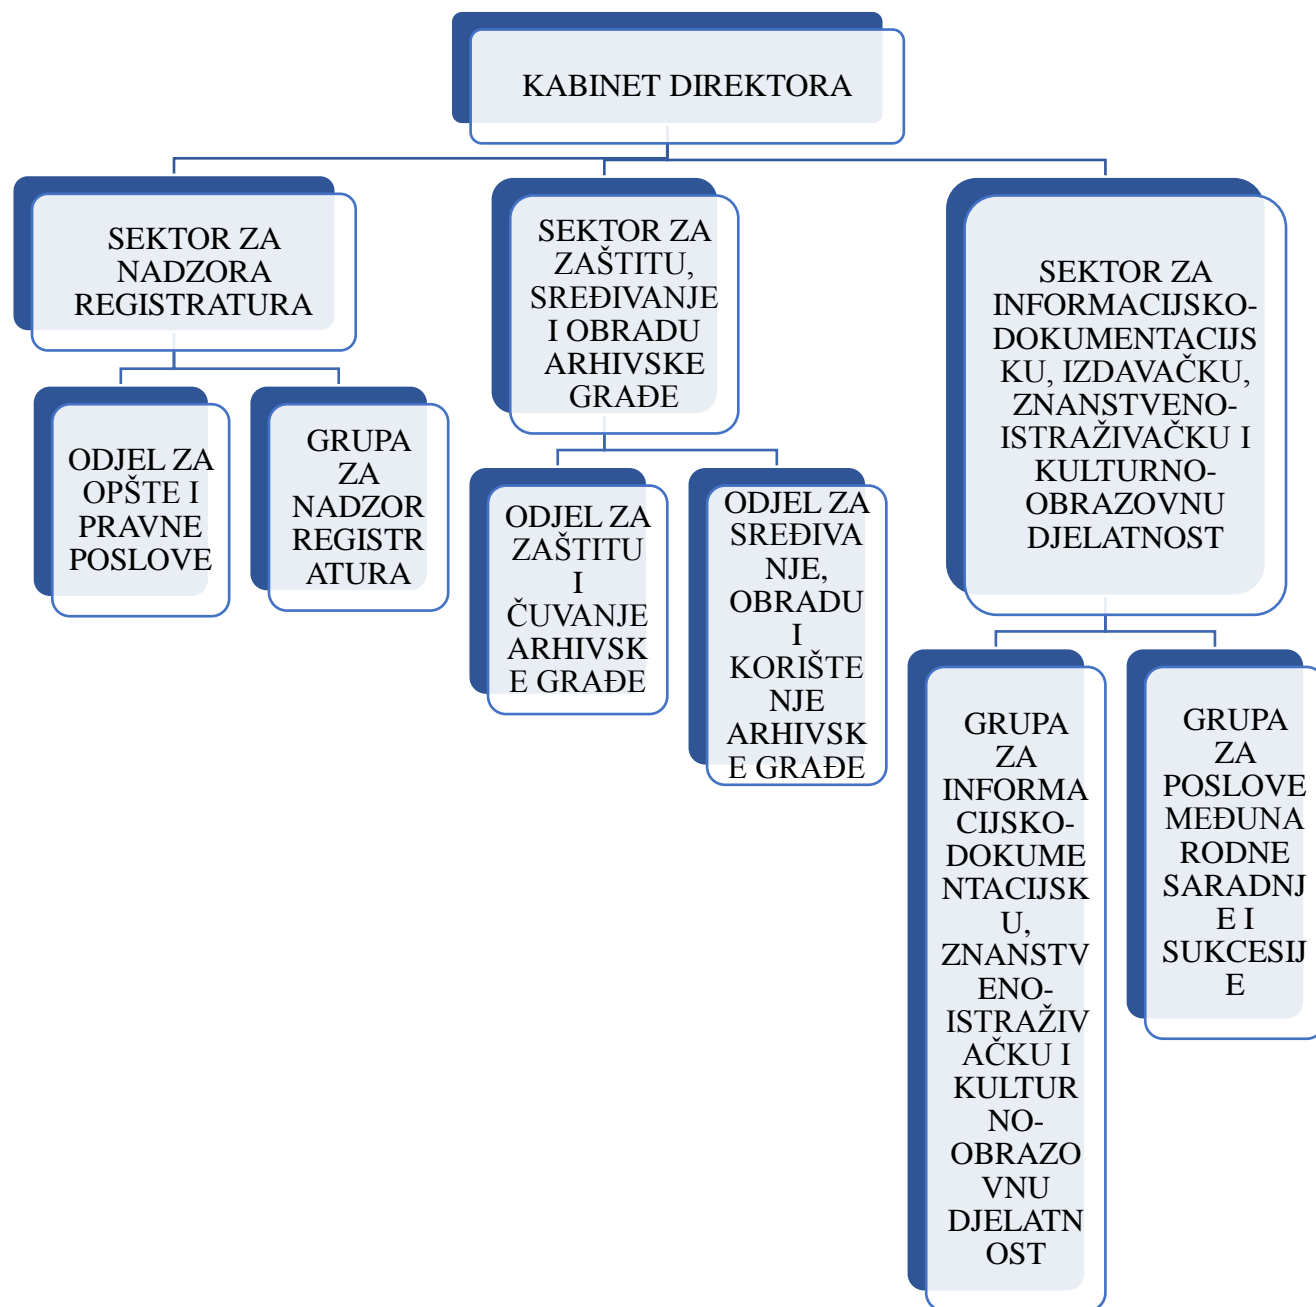 KABINET DIREKTORA
SEKTOR ZA
NADZORA
REGISTRATURA
ODJEL ZA
OPŠTE I
PRAVNE
POSLOVE
GRUPA
ZA
NADZOR
REGISTR
ATURA
SEKTOR ZA
ZAŠTITU,
SREĐIVANJE
I OBRADU
ARHIVSKE
GRAĐE
ODJEL ZA
ZAŠTITU
I
ČUVANJE
ARHIVSK
E GRAĐE
ODJEL ZA
SREĐIVA
NJE,
OBRADU
I
KORIŠTE
NJE
ARHIVSK
E GRAĐE
SEKTOR ZA
INFORMACIJSKO-
DOKUMENTACIJS
KU, IZDAVAČKU,
ZNANSTVENO-
ISTRAŽIVAČKU I
KULTURNO-
OBRAZOVNU
DJELATNOST
GRUPA
ZA
INFORMA
CIJSKO-
DOKUME
NTACIJSK
U,
ZNANSTV
ENO-
ISTRAŽIV
AČKU I
KULTUR
NO-
OBRAZO
VNU
DJELATN
OST
GRUPA
ZA
POSLOVE
MEĐUNA
RODNE
SARADNJ
E I
SUKCESIJ
E